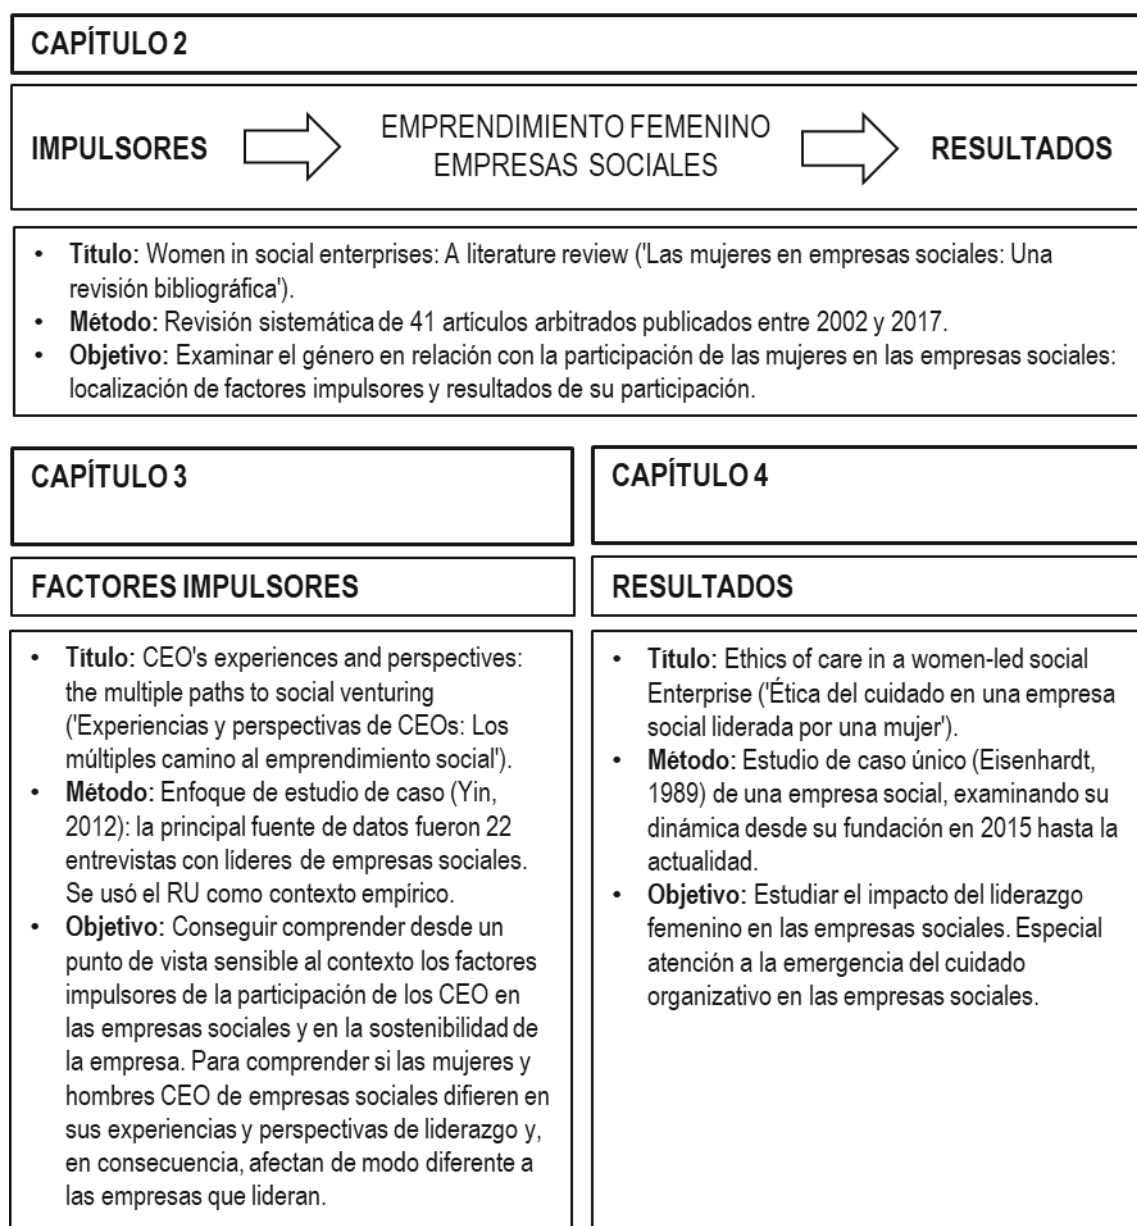 CAPÍTULO 2
IMPULSORES
EMPRENDIMIENTO FEMENINO
EMPRESAS SOCIALES
RESULTADOS
• Título: Women in social enterprises: A literature review ('Las mujeres en empresas sociales: Una
revisión bibliográfica').
• Método: Revisión sistemática de 41 artículos arbitrados publicados entre 2002 y 2017.
• Objetivo: Examinar el género en relación con la participación de las mujeres en las empresas sociales:
localización de factores impulsores y resultados de su participación.
CAPÍTULO 3
FACTORES IMPULSORES
• Título: CEO's experiences and perspectives:
the multiple paths to social venturing
('Experiencias y perspectivas de CEOs: Los
múltiples camino al emprendimiento social').
• Método: Enfoque de estudio de caso (Yin,
2012): la principal fuente de datos fueron 22
entrevistas con líderes de empresas sociales.
Se usó el RU como contexto empírico.
• Objetivo: Conseguir comprender desde un
punto de vista sensible al contexto los factores
impulsores de la participación de los CEO en
las empresas sociales y en la sostenibilidad de
la empresa. Para comprender si las mujeres y
hombres CEO de empresas sociales difieren en
sus experiencias y perspectivas de liderazgo y,
en consecuencia, afectan de modo diferente a
las empresas que lideran.
CAPÍTULO 4
RESULTADOS
• Título: Ethics of care in a women-led social
Enterprise ('Ética del cuidado en una empresa
social liderada por una mujer').
• Método: Estudio de caso único (Eisenhardt,
1989) de una empresa social, examinando su
dinámica desde su fundación en 2015 hasta la
actualidad.
• Objetivo: Estudiar el impacto del liderazgo
femenino en las empresas sociales. Especial
atención a la emergencia del cuidado
organizativo en las empresas sociales.